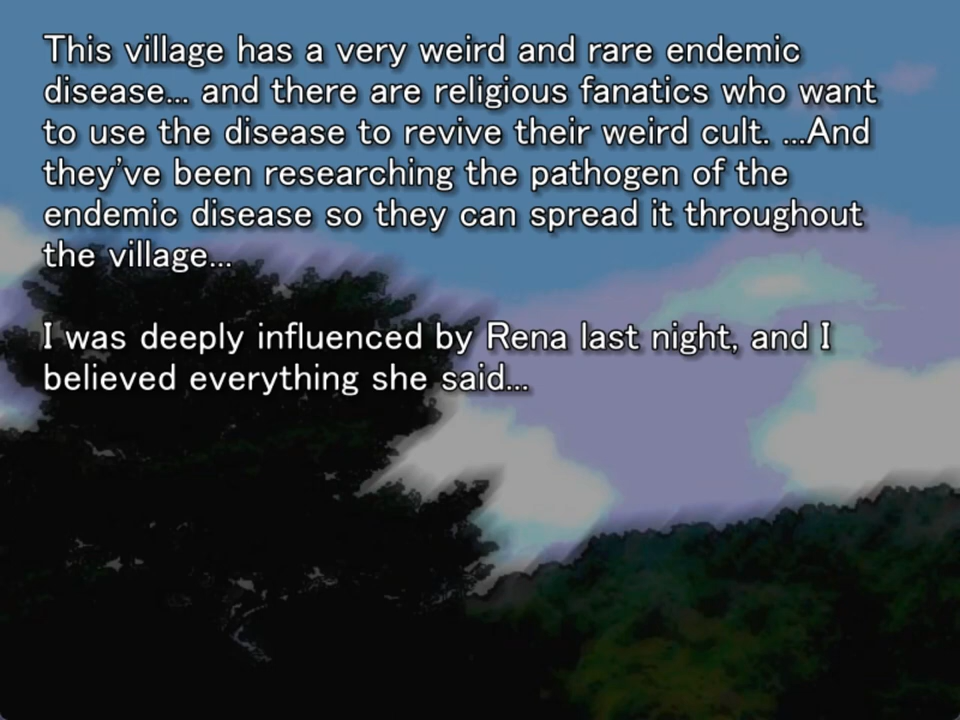 This village has a very weird and rare endemic
disease... and there are religious fanatics who want
to use the disease to revive their weird cult. ...And
they've been researching the pathogen of the
endemic disease so they can spread it throughout
the village...
I was deeply influenced by Rena last night, and I
believed everything she said...